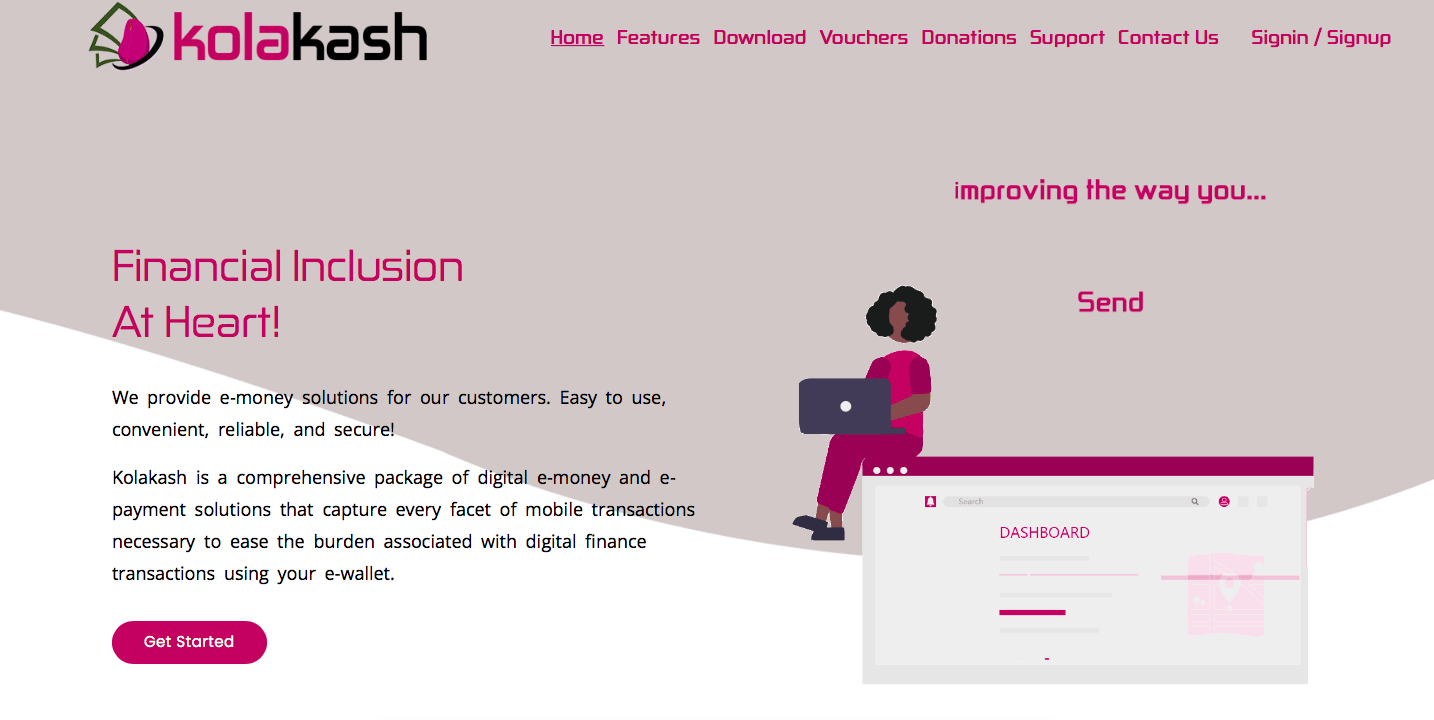 kolakash
Home Features Download Vouchers Donations Support Contact Us Signin / Signup
improving the way you...
Send
Financial Inclusion
At Heart!
We provide e-money solutions for our customers. Easy to use,
convenient, reliable, and secure!
Kolakash is a comprehensive package of digital e-money and e-
payment solutions that capture every facet of mobile transactions
necessary to ease the burden associated with digital finance
transactions using your e-wallet.
Get Started
Search
DASHBOARD